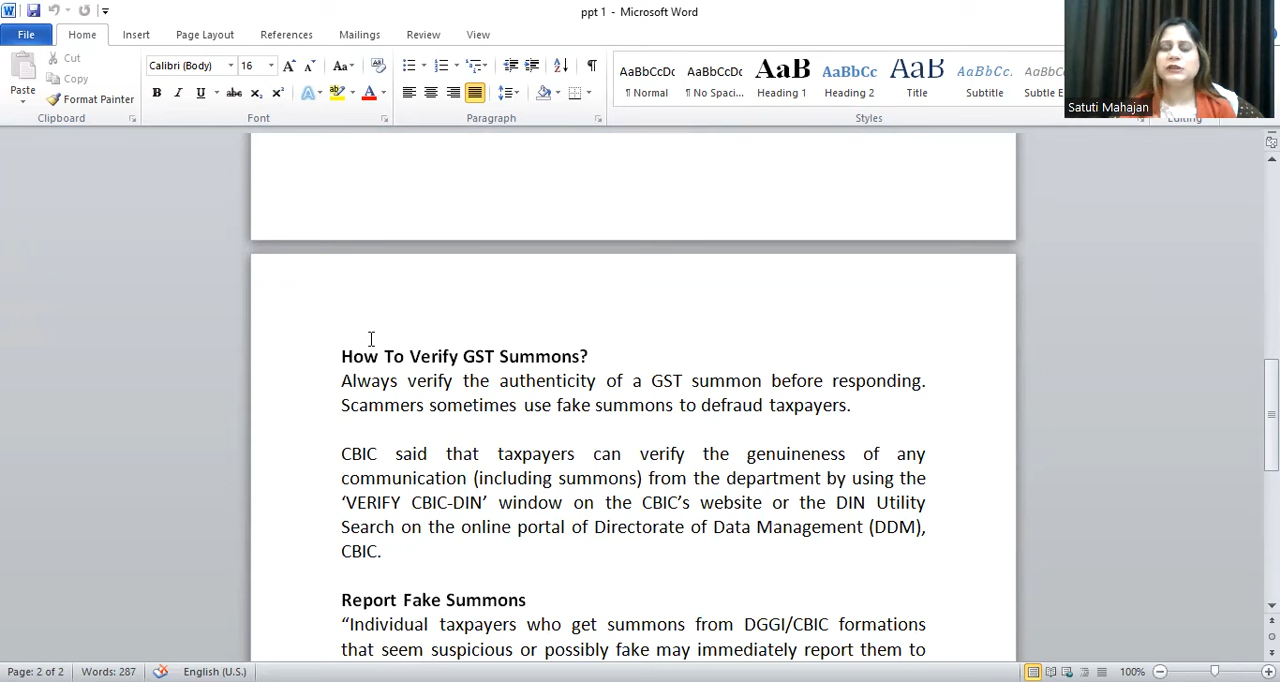 ppt 1 - Microsoft Word
File Home Insert Page Layout References Mailings Review View
Cut
Copy
Format Painter
Paste
Clipboard
Calibri (Body) 16
Font
Paragraph
AaBbCcDc AaBbCcDc AaB AaBbCc AaB AaBbCc. AaBbC
¶ Normal ¶ No Spaci... Heading 1 Heading 2 Title Subtitle Subtle E
Styles
Editing
Satuti Mahajan
How To Verify GST Summons?
Always verify the authenticity of a GST summon before responding.
Scammers sometimes use fake summons to defraud taxpayers.
CBIC said that taxpayers can verify the genuineness of any
communication (including summons) from the department by using the
‘VERIFY CBIC-DIN’ window on the CBIC’s website or the DIN Utility
Search on the online portal of Directorate of Data Management (DDM),
CBIC.
Report Fake Summons
“Individual taxpayers who get summons from DGGI/CBIC formations
that seem suspicious or possibly fake may immediately report them to
Page: 2 of 2 Words: 287 English (U.S.) 100%